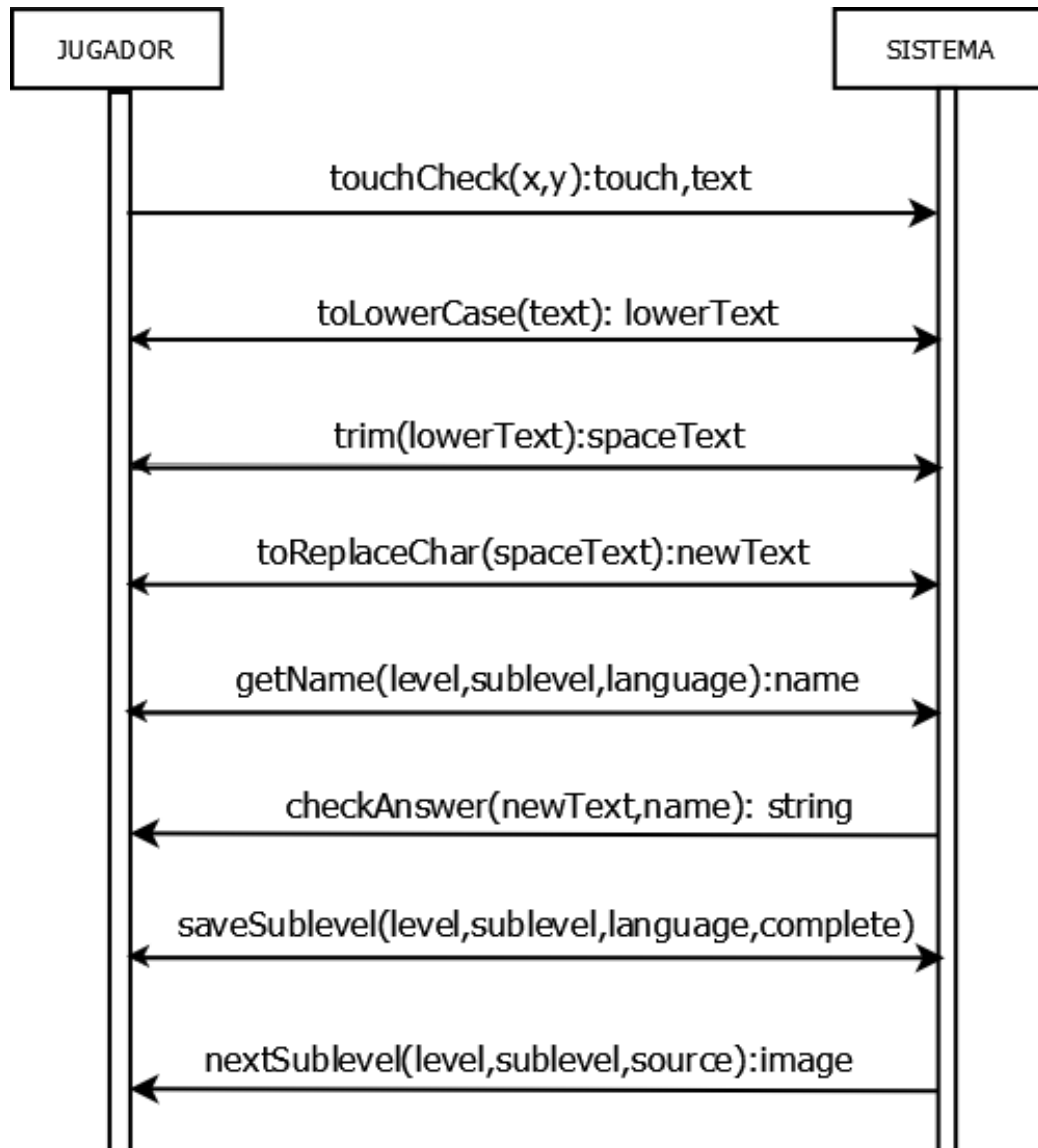 JUGADOR
SISTEMA
touchCheck(x,y):touch,text
toLowerCase(text): lowerText
trim(lowerText):spaceText
toReplaceChar(spaceText):newText
getName(level,sublevel,language):name
checkAnswer(newText,name): string
saveSublevel(level,sublevel,language,complete)
nextSublevel(level,sublevel,source):image